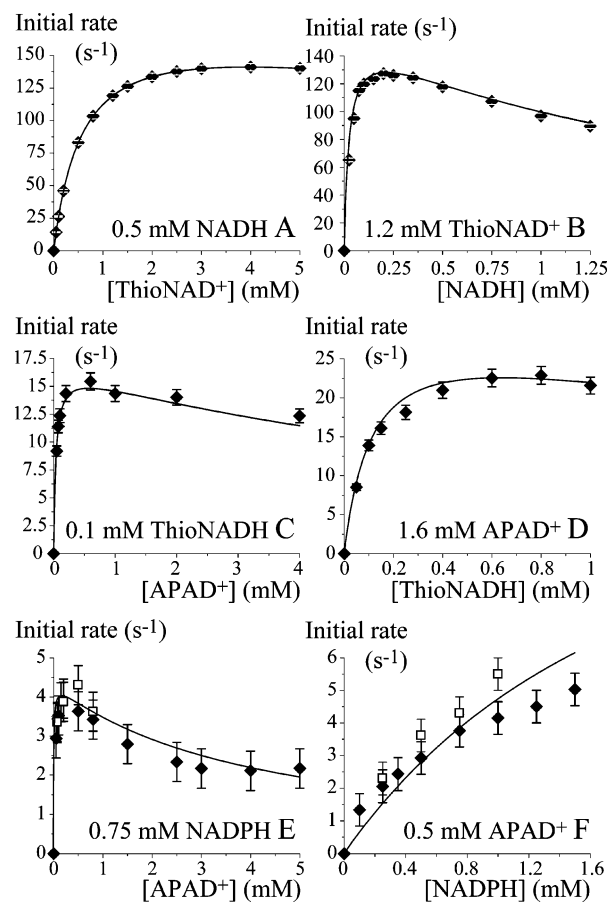 Initial rate
(s-1)
150
125
100
75
50
25
0
0.5 mM NADH A
0 1 2 3 4 5
[ThioNAD+] (mM)
Initial rate (s-1)
140
120
100
80
60
40
20
0
1.2 mM ThioNAD+ B
0 0.25 0.5 0.75 1 1.25
[NADH] (mM)
Initial rate
(s-1)
17.5
15
12.5
10
7.5
5
2.5
0
0.1 mM ThioNADH C
0 1 2 3 4
[APAD+] (mM)
Initial rate
(s-1)
25
20
15
10
5
0
1.6 mM APAD+ D
0 0.2 0.4 0.6 0.8 1
[ThioNADH] (mM)
Initial rate (s-1)
5
4
3
2
1
0
0.75 mM NADPH E
0 1 2 3 4 5
[APAD+] (mM)
Initial rate
(s-1)
6
5
4
3
2
1
0
0.5 mM APAD+ F
0 0.4 0.8 1.2 1.6
[NADPH] (mM)